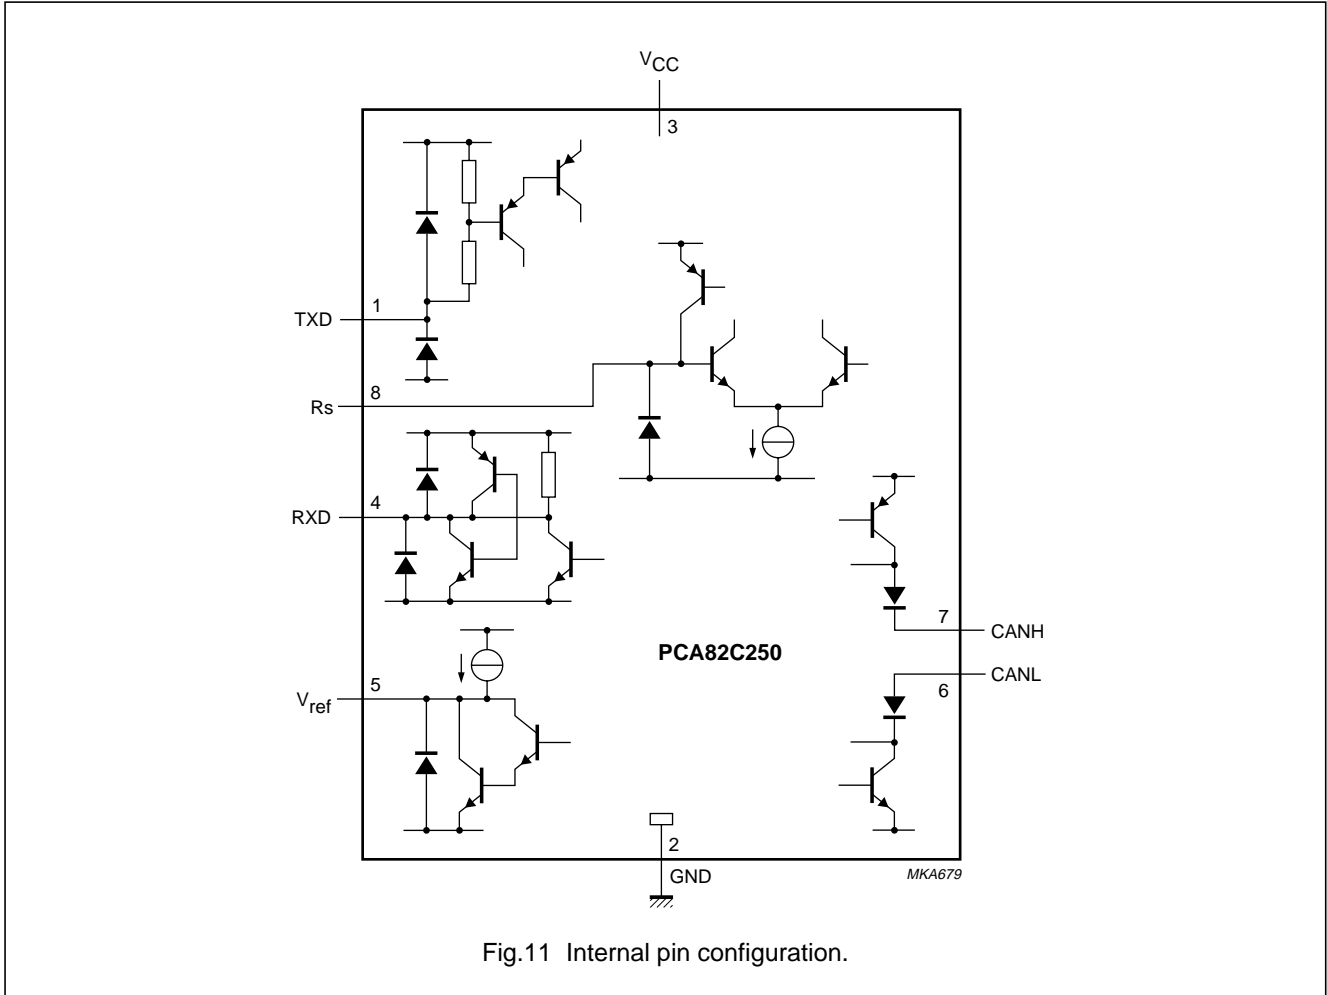 VCC
3
1
TXD
8
Rs
4
RXD
7
CANH
PCA82C250
CANL
6
5
Vref
2
GND
MKA679
Fig.11 Internal pin configuration.